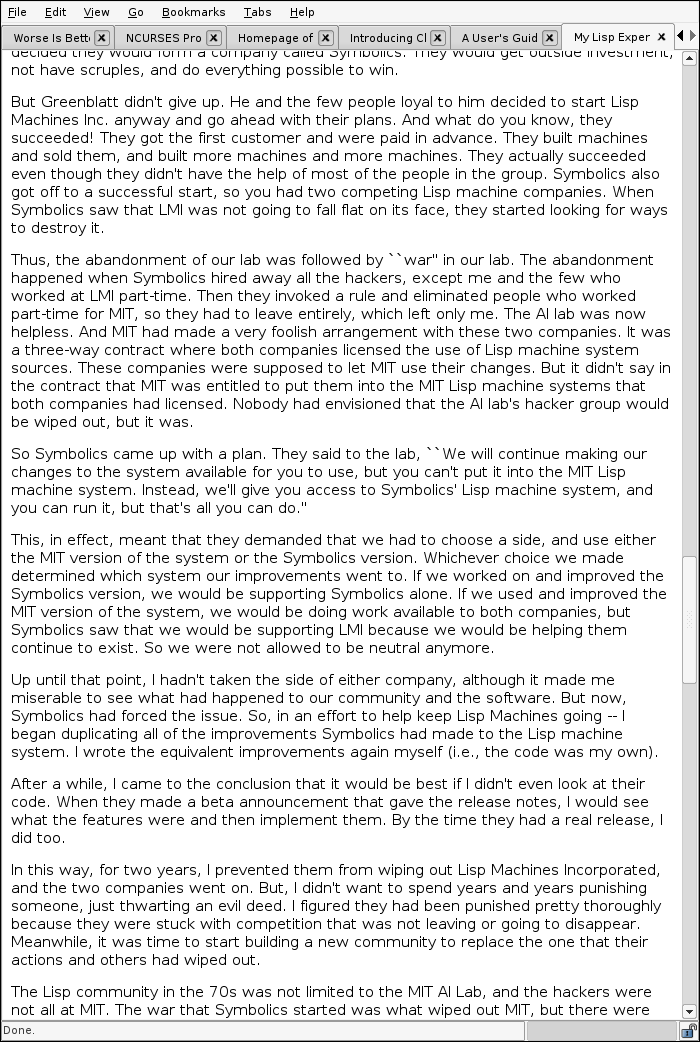 File Edit View Go Bookmarks Tabs Help
Worse Is Bett NCURSES Pro Homepage of Introducing Cl A User's Guid My Lisp Exper
decided they would form a company called Symbolics. They would get outside investment,
not have scruples, and do everything possible to win.
But Greenblatt didn't give up. He and the few people loyal to him decided to start Lisp
Machines Inc. anyway and go ahead with their plans. And what do you know, they
succeeded! They got the first customer and were paid in advance. They built machines
and sold them, and built more machines and more machines. They actually succeeded
even though they didn't have the help of most of the people in the group. Symbolics also
got off to a successful start, so you had two competing Lisp machine companies. When
Symbolics saw that LMI was not going to fall flat on its face, they started looking for ways
to destroy it.
Thus, the abandonment of our lab was followed by ``war'' in our lab. The abandonment
happened when Symbolics hired away all the hackers, except me and the few who
worked at LMI part-time. Then they invoked a rule and eliminated people who worked
part-time for MIT, so they had to leave entirely, which left only me. The AI lab was now
helpless. And MIT had made a very foolish arrangement with these two companies. It was
a three-way contract where both companies licensed the use of Lisp machine system
sources. These companies were supposed to let MIT use their changes. But it didn't say in
the contract that MIT was entitled to put them into the MIT Lisp machine systems that
both companies had licensed. Nobody had envisioned that the AI lab's hacker group would
be wiped out, but it was.
So Symbolics came up with a plan. They said to the lab, ``We will continue making our
changes to the system available for you to use, but you can't put it into the MIT Lisp
machine system. Instead, we'll give you access to Symbolics' Lisp machine system, and
you can run it, but that's all you can do.''
This, in effect, meant that they demanded that we had to choose a side, and use either
the MIT version of the system or the Symbolics version. Whichever choice we made
determined which system our improvements went to. If we worked on and improved the
Symbolics version, we would be supporting Symbolics alone. If we used and improved the
MIT version of the system, we would be doing work available to both companies, but
Symbolics saw that we would be supporting LMI because we would be helping them
continue to exist. So we were not allowed to be neutral anymore.
Up until that point, I hadn't taken the side of either company, although it made me
miserable to see what had happened to our community and the software. But now,
Symbolics had forced the issue. So, in an effort to help keep Lisp Machines going -- I
began duplicating all of the improvements Symbolics had made to the Lisp machine
system. I wrote the equivalent improvements again myself (i.e., the code was my own).
After a while, I came to the conclusion that it would be best if I didn't even look at their
code. When they made a beta announcement that gave the release notes, I would see
what the features were and then implement them. By the time they had a real release, I
did too.
In this way, for two years, I prevented them from wiping out Lisp Machines Incorporated,
and the two companies went on. But, I didn't want to spend years and years punishing
someone, just thwarting an evil deed. I figured they had been punished pretty thoroughly
because they were stuck with competition that was not leaving or going to disappear.
Meanwhile, it was time to start building a new community to replace the one that their
actions and others had wiped out.
The Lisp community in the 70s was not limited to the MIT AI Lab, and the hackers were
not all at MIT. The war that Symbolics started was what wiped out MIT, but there were
Done.